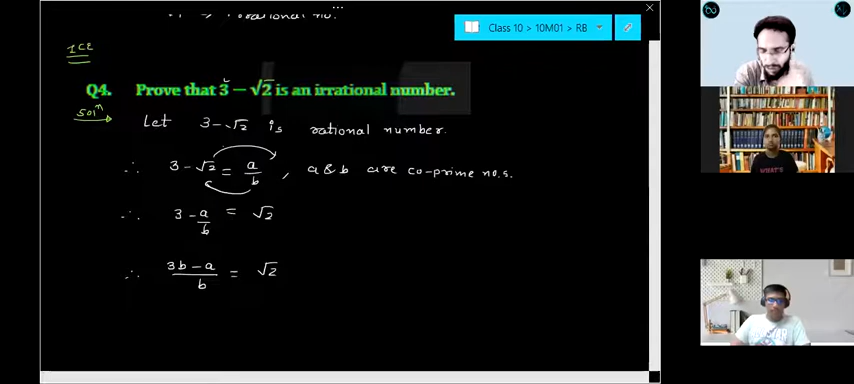 Class 10 > 10M01 > RB
ICE
Q4. Prove that 3 − √2 is an irrational number.
Solⁿ
Let 3 − √2 is rational number.
∴ 3 − √2 = a/b, a & b are co-prime no.s.
∴ 3 − a/b = √2
∴ (3b − a)/b = √2